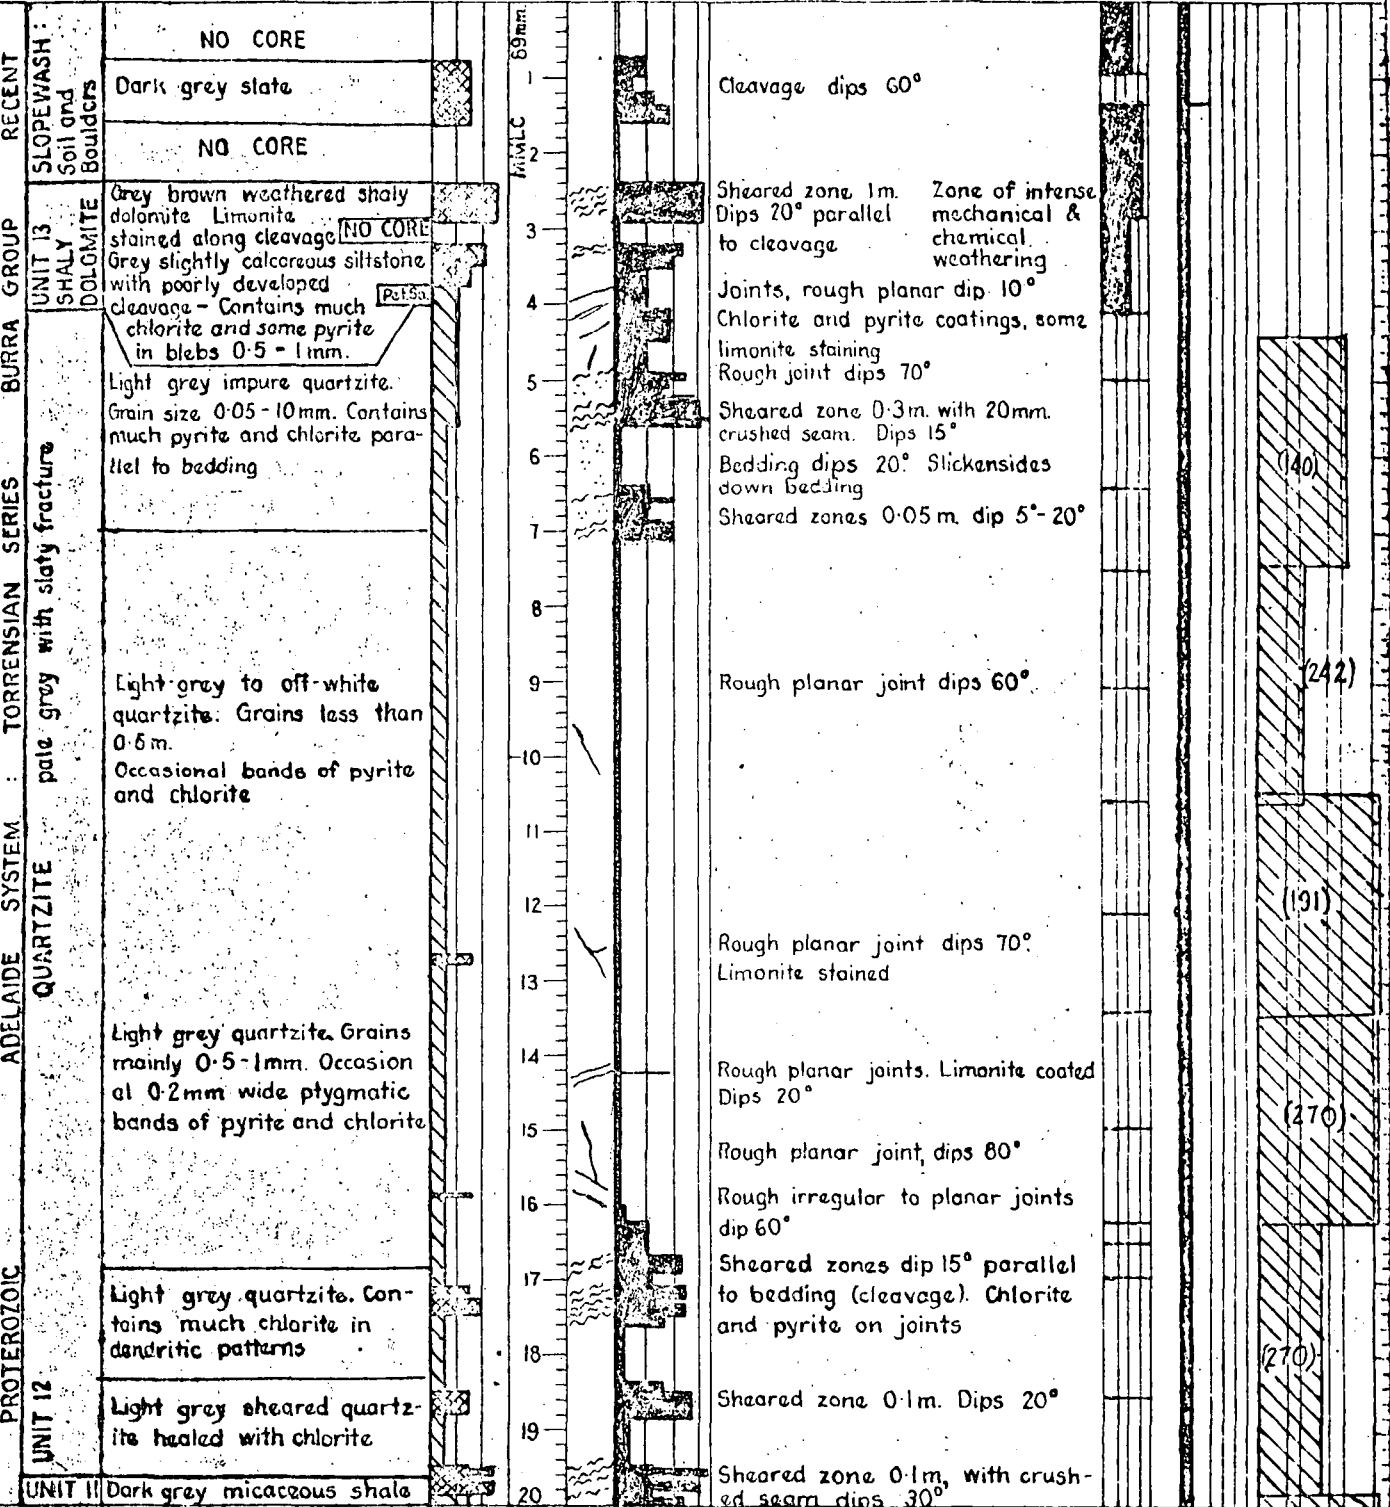 PROTEROZOIC ADELAIDE SYSTEM : TORRENSIAN SERIES BURRA GROUP RECENT
SLOPEWASH :
Soil and
Boulders
UNIT 13
SHALY
DOLOMITE
UNIT 12 QUARTZITE pale grey with slaty fracture
UNIT 11
NO CORE
Dark grey slate
NO CORE
Grey brown weathered shaly
dolomite Limonite
stained along cleavage
NO CORE
Grey slightly calcareous siltstone
with poorly developed
cleavage - Contains much
chlorite and some pyrite
in blebs 0·5 - 1mm.
Light grey impure quartzite.
Grain size 0·05 - 10mm. Contains
much pyrite and chlorite para-
llel to bedding
Light grey to off-white
quartzite. Grains less than
0·5m.
Occasional bands of pyrite
and chlorite
Light grey quartzite. Grains
mainly 0·5 - 1mm. Occasion
al 0·2mm wide ptygmatic
bands of pyrite and chlorite
Light grey quartzite. Con-
tains much chlorite in
dendritic patterns
Light grey sheared quartz-
ite healed with chlorite
Dark grey micaceous shale
MMLC 69mm.
1
2
3
4
5
6
7
8
9
10
11
12
13
14
15
16
17
18
19
20
Cleavage dips 60°
Sheared zone 1m.
Dips 20° parallel
to cleavage
Zone of intense
mechanical &
chemical
weathering
Joints, rough planar dip 10°
Chlorite and pyrite coatings, some
limonite staining
Rough joint dips 70°
Sheared zone 0·3m. with 20mm.
crushed seam. Dips 15°
Bedding dips 20°. Slickensides
down bedding
Sheared zones 0·05m. dip 5°- 20°
Rough planar joint dips 60°.
Rough planar joint dips 70°.
Limonite stained
Rough planar joints. Limonite coated
Dips 20°
Rough planar joint, dips 80°
Rough irregular to planar joints
dip 60°
Sheared zones dip 15° parallel
to bedding (cleavage). Chlorite
and pyrite on joints
Sheared zone 0·1m. Dips 20°
Sheared zone 0·1m, with crush-
ed seam dips 30°
(140)
(242)
(191)
(270)
(270)